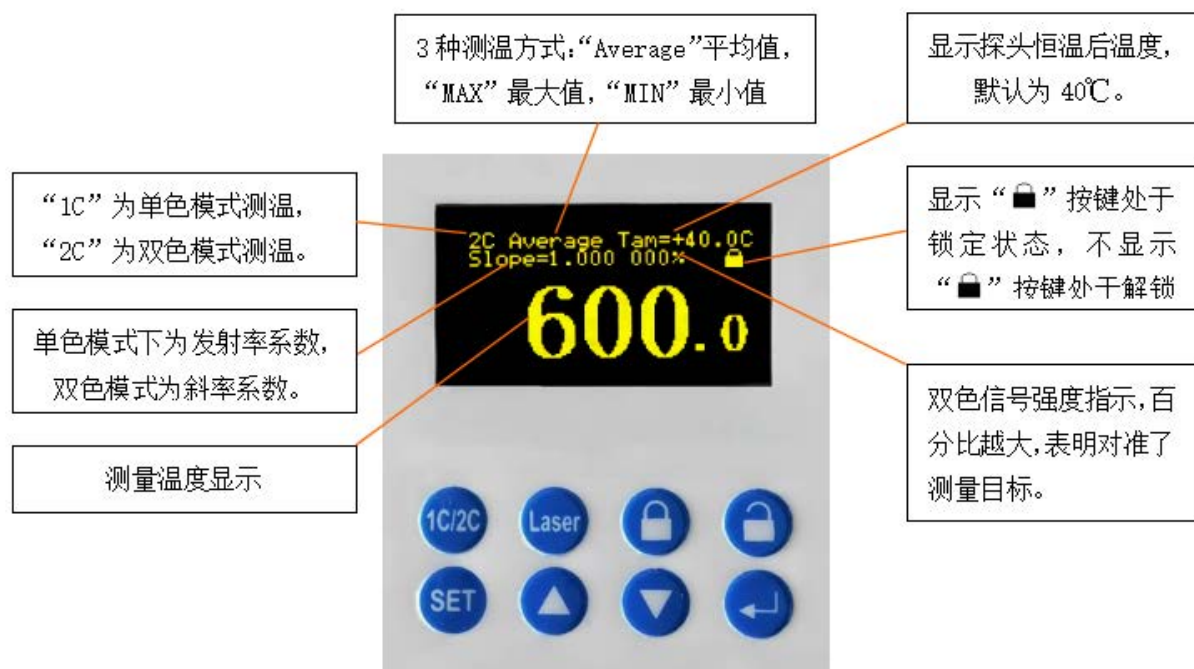 3种测温方式:“Average”平均值,
“MAX”最大值,“MIN”最小值
显示探头恒温后温度,
默认为 40℃。
“1C”为单色模式测温,
“2C”为双色模式测温。
显示“🔒”按键处于
锁定状态，不显示
“🔒”按键处于解锁
单色模式下为发射率系数,
双色模式为斜率系数。
双色信号强度指示,百
分比越大,表明对准了
测量目标。
测量温度显示
2C Average Tam=+40.0C
Slope=1.000 000%
600.0
1C/2C
Laser
SET